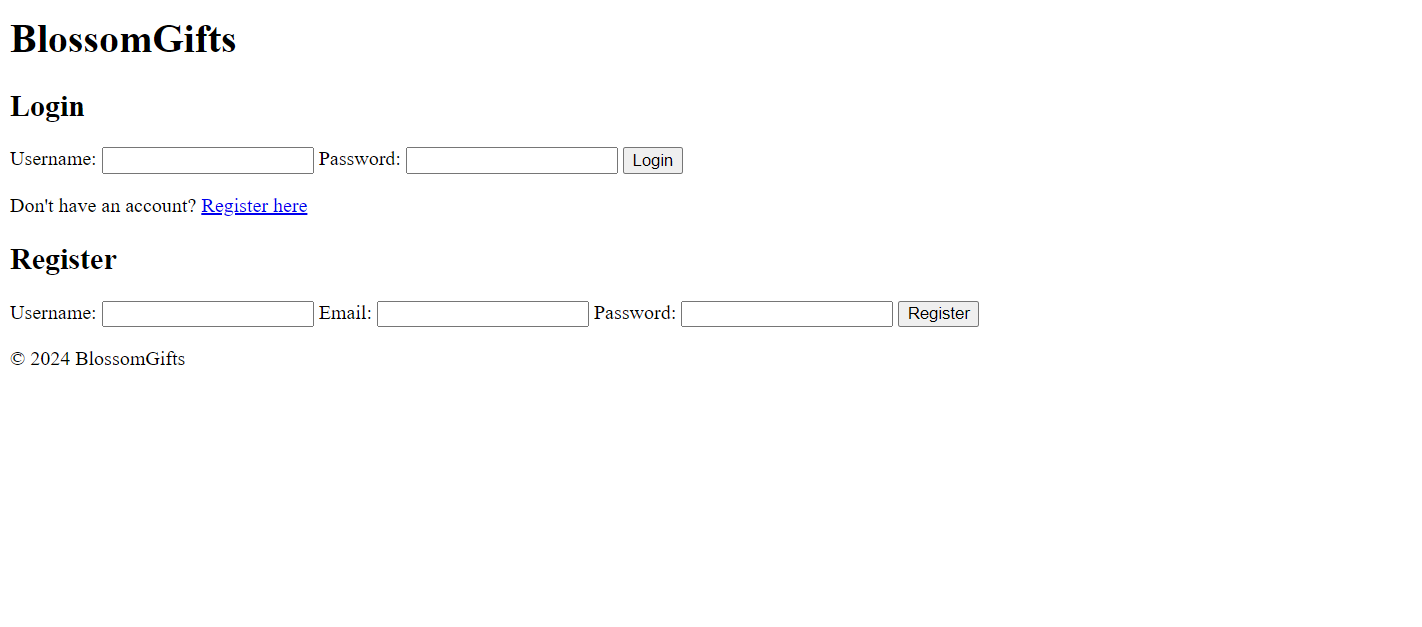 BlossomGifts
Login
Username: Password: Login
Don't have an account? Register here
Register
Username: Email: Password: Register
© 2024 BlossomGifts